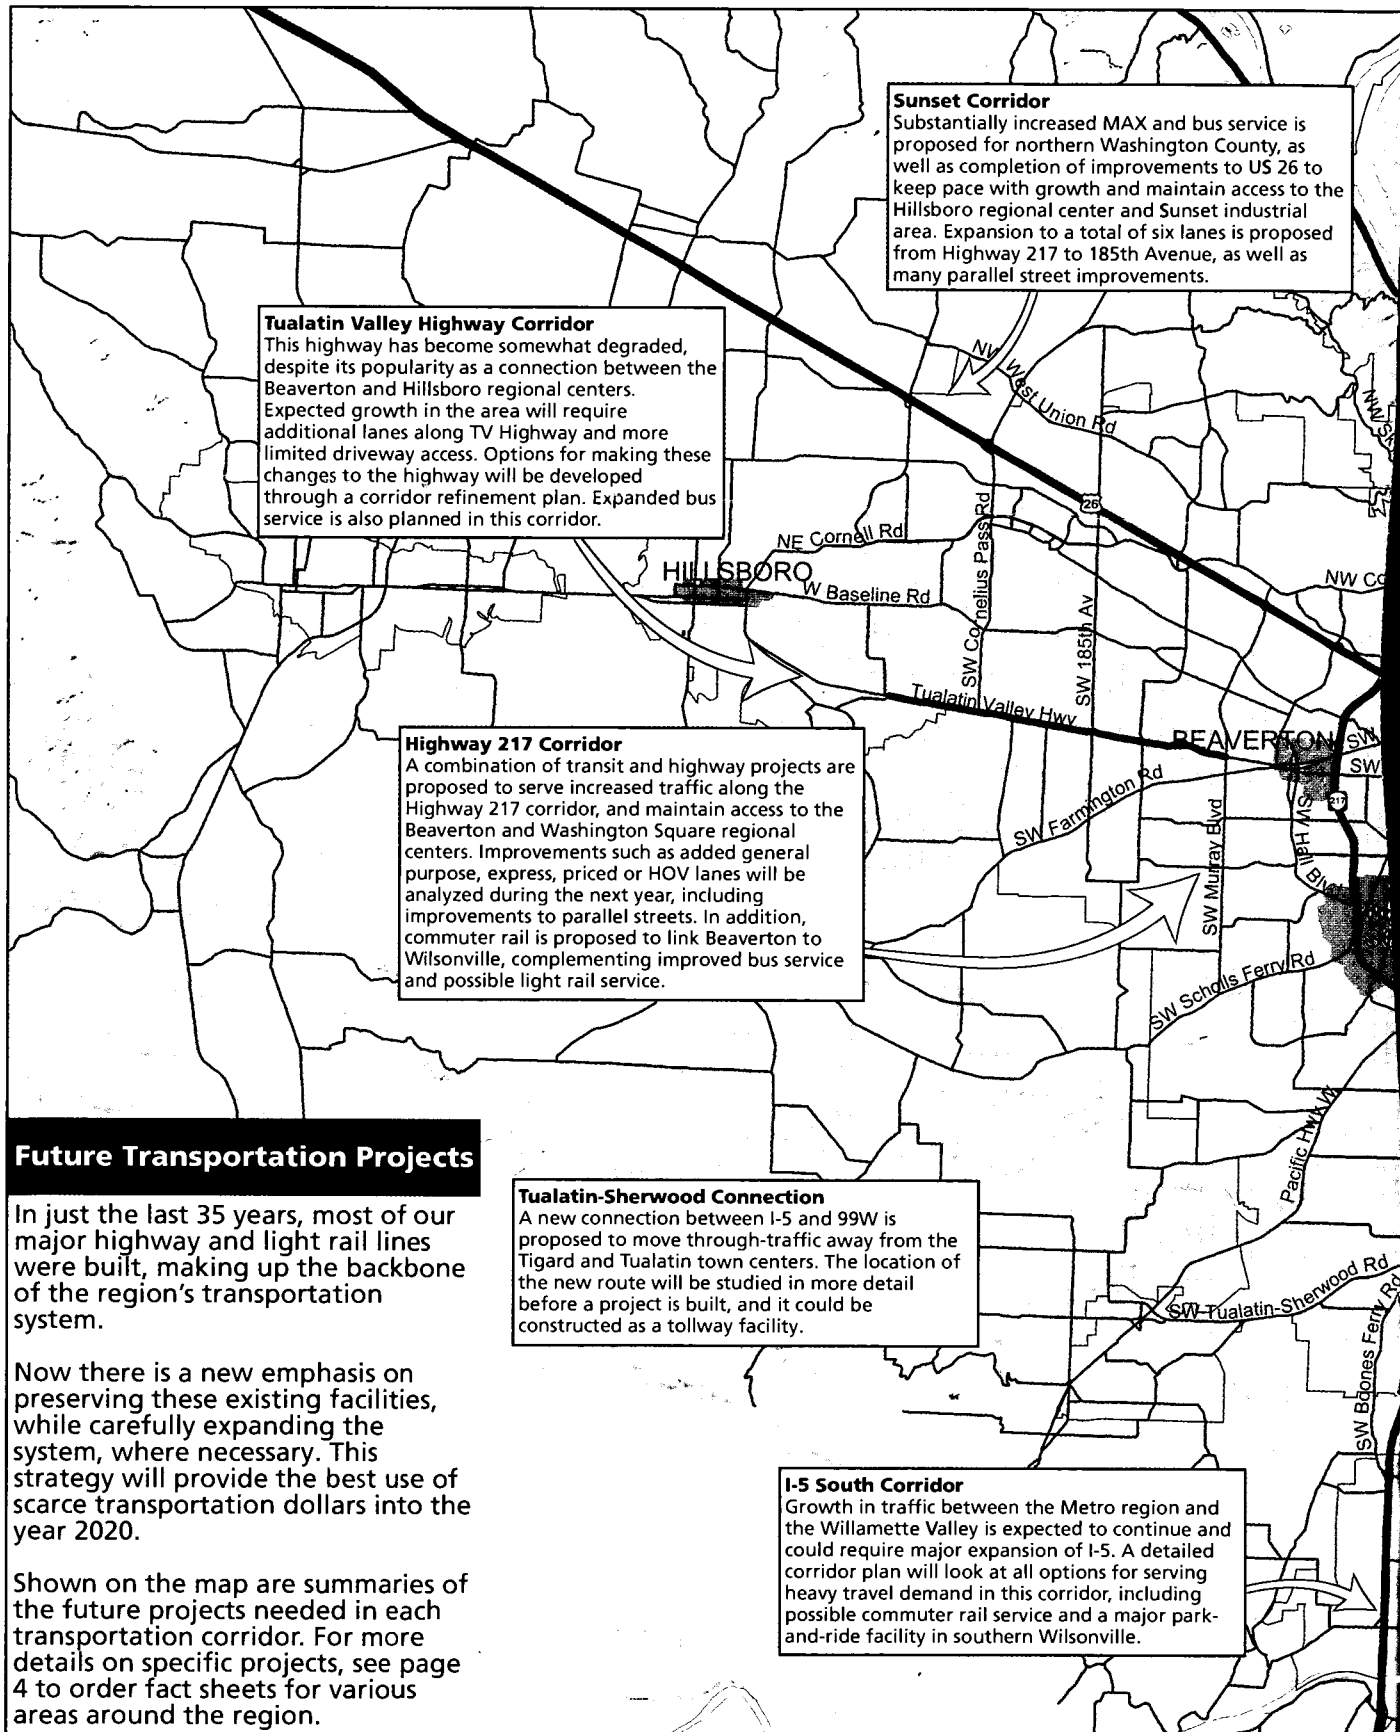 Sunset Corridor
Substantially increased MAX and bus service is
proposed for northern Washington County, as
well as completion of improvements to US 26 to
keep pace with growth and maintain access to the
Hillsboro regional center and Sunset industrial
area. Expansion to a total of six lanes is proposed
from Highway 217 to 185th Avenue, as well as
many parallel street improvements.
Tualatin Valley Highway Corridor
This highway has become somewhat degraded,
despite its popularity as a connection between the
Beaverton and Hillsboro regional centers.
Expected growth in the area will require
additional lanes along TV Highway and more
limited driveway access. Options for making these
changes to the highway will be developed
through a corridor refinement plan. Expanded bus
service is also planned in this corridor.
NW West Union Rd
NW
26
NE Cornell Rd
HILLSBORO
W Baseline Rd
SW Cornelius Pass Rd
SW 185th Av
NW Co
Tualatin Valley Hwy
BEAVERTON
SW
SW
217
Highway 217 Corridor
A combination of transit and highway projects are
proposed to serve increased traffic along the
Highway 217 corridor, and maintain access to the
Beaverton and Washington Square regional
centers. Improvements such as added general
purpose, express, priced or HOV lanes will be
analyzed during the next year, including
improvements to parallel streets. In addition,
commuter rail is proposed to link Beaverton to
Wilsonville, complementing improved bus service
and possible light rail service.
SW Farmington Rd
SW Murray Blvd
SW Hall Blvd
SW Scholls Ferry Rd
Pacific Hwy W
Future Transportation Projects
In just the last 35 years, most of our
major highway and light rail lines
were built, making up the backbone
of the region's transportation
system.
Now there is a new emphasis on
preserving these existing facilities,
while carefully expanding the
system, where necessary. This
strategy will provide the best use of
scarce transportation dollars into the
year 2020.
Shown on the map are summaries of
the future projects needed in each
transportation corridor. For more
details on specific projects, see page
4 to order fact sheets for various
areas around the region.
Tualatin-Sherwood Connection
A new connection between I-5 and 99W is
proposed to move through-traffic away from the
Tigard and Tualatin town centers. The location of
the new route will be studied in more detail
before a project is built, and it could be
constructed as a tollway facility.
SW Tualatin-Sherwood Rd
SW Boones Ferry Rd
I-5 South Corridor
Growth in traffic between the Metro region and
the Willamette Valley is expected to continue and
could require major expansion of I-5. A detailed
corridor plan will look at all options for serving
heavy travel demand in this corridor, including
possible commuter rail service and a major park-
and-ride facility in southern Wilsonville.